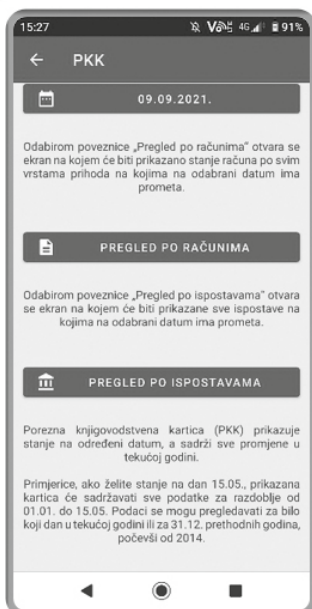 15:27
Vo 4G 91%
PKK
09.09.2021.
Odabirom poveznice „Pregled po računima" otvara se
ekran na kojem će biti prikazano stanje računa po svim
vrstama prihoda na kojima na odabrani datum ima
prometa.
PREGLED PO RAČUNIMA
Odabirom poveznice „Pregled po ispostavama" otvara
se ekran na kojem će biti prikazane sve ispostave na
kojima na odabrani datum ima prometa.
PREGLED PO ISPOSTAVAMA
Porezna knjigovodstvena kartica (PKK) prikazuje
stanje na određeni datum, a sadrži sve promjene u
tekućoj godini.
Primjerice, ako želite stanje na dan 15.05., prikazana
kartica će sadržavati sve podatke za razdoblje od
01.01. do 15.05. Podaci se mogu pregledavati za bilo
koji dan u tekućoj godini ili za 31.12. prethodnih godina,
počevši od 2014.